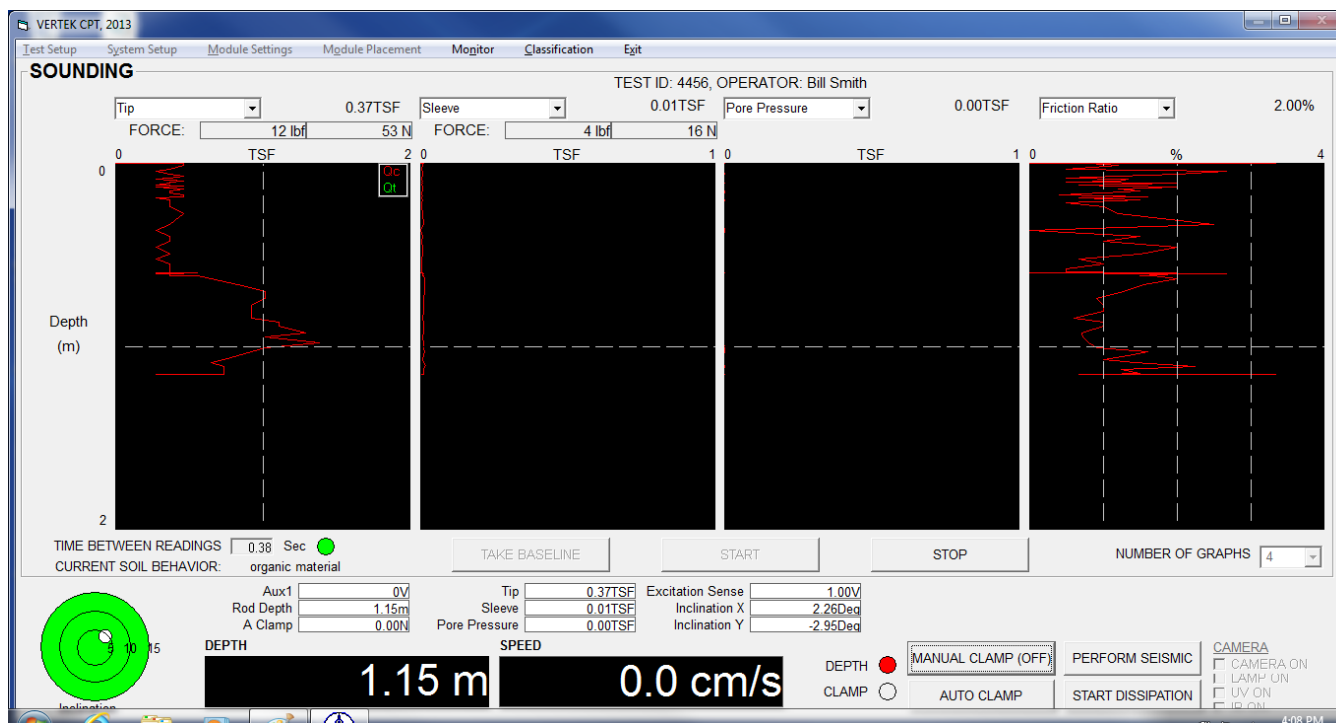 VERTEK CPT, 2013
Test Setup System Setup Module Settings Module Placement Monitor Classification Exit
SOUNDING
TEST ID: 4456, OPERATOR: Bill Smith
Tip 0.37TSF Sleeve 0.01TSF Pore Pressure 0.00TSF Friction Ratio 2.00%
FORCE: 12 lbf 53 N FORCE: 4 lbf 16 N
0 TSF 2 0 TSF 1 0 TSF 1 0 % 4
0
Qc
Qt
Depth
(m)
2
TIME BETWEEN READINGS 0.38 Sec TAKE BASELINE START STOP NUMBER OF GRAPHS 4
CURRENT SOIL BEHAVIOR: organic material
Aux1 0V Tip 0.37TSF Excitation Sense 1.00V
Rod Depth 1.15m Sleeve 0.01TSF Inclination X 2.26Deg
A Clamp 0.00N Pore Pressure 0.00TSF Inclination Y -2.95Deg
5 10 15
DEPTH SPEED
1.15 m 0.0 cm/s
DEPTH MANUAL CLAMP (OFF) PERFORM SEISMIC
CLAMP AUTO CLAMP START DISSIPATION
CAMERA
CAMERA ON
LAMP ON
UV ON
IR ON
Inclination
4:08 PM